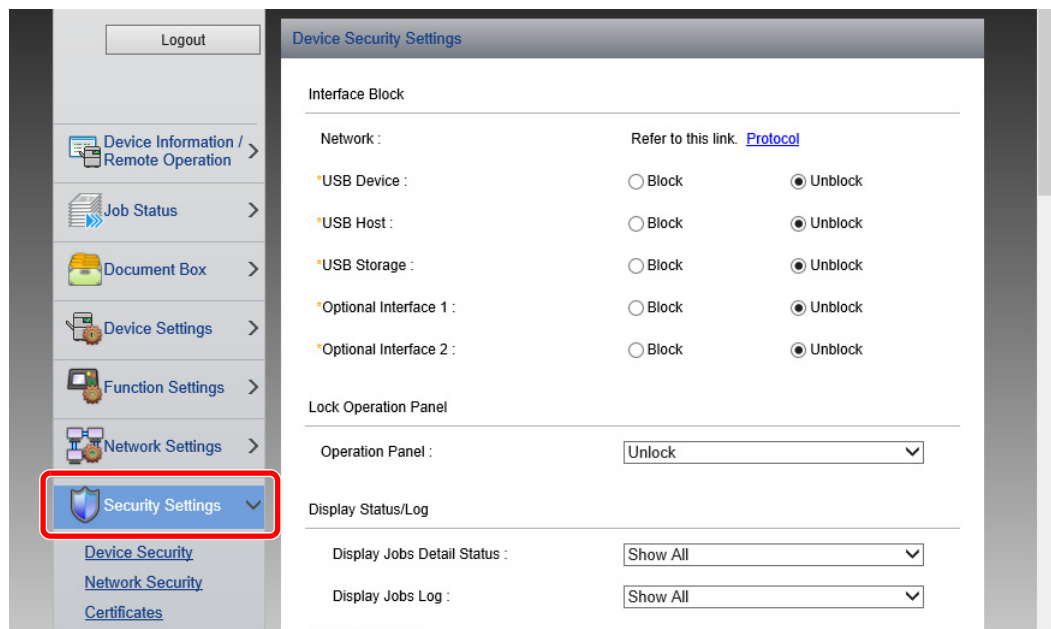 Logout
Device Information /
Remote Operation
Job Status
Document Box
Device Settings
Function Settings
Network Settings
Security Settings
Device Security
Network Security
Certificates
Device Security Settings
Interface Block
Network : Refer to this link. Protocol
*USB Device : Block Unblock
*USB Host : Block Unblock
*USB Storage : Block Unblock
*Optional Interface 1 : Block Unblock
*Optional Interface 2 : Block Unblock
Lock Operation Panel
Operation Panel : Unlock
Display Status/Log
Display Jobs Detail Status : Show All
Display Jobs Log : Show All